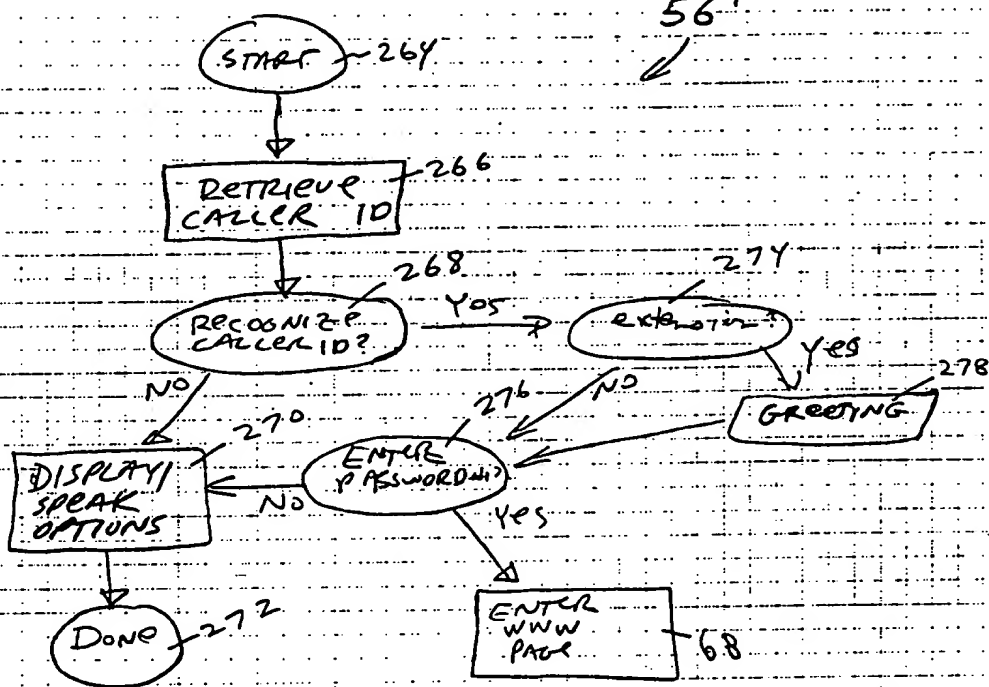 56
START 264
RETRIEVE 266
CALLER ID
268
274
RECOGNIZE
CALLER ID?
Yes
Yes
NO
270
276
NO
278
GREETING
DISPLAY/
SPEAK
OPTIONS
NO
ENTER
PASSWORD
Yes
DONE 272
ENTER
WWW
PAGE
68